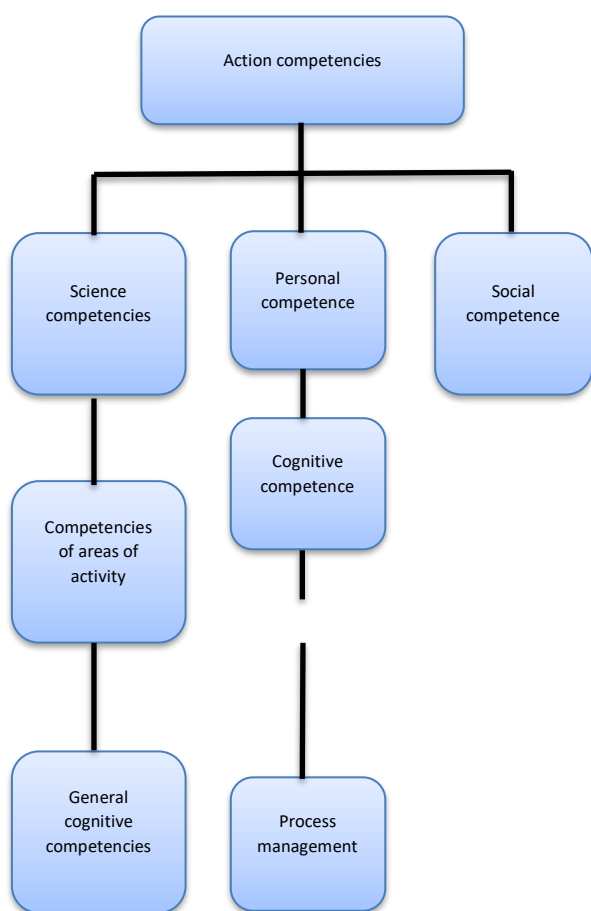 Action competencies
Science
competencies
Personal
competence
Social
competence
Cognitive
competence
Competencies
of areas of
activity
General
cognitive
competencies
Process
management